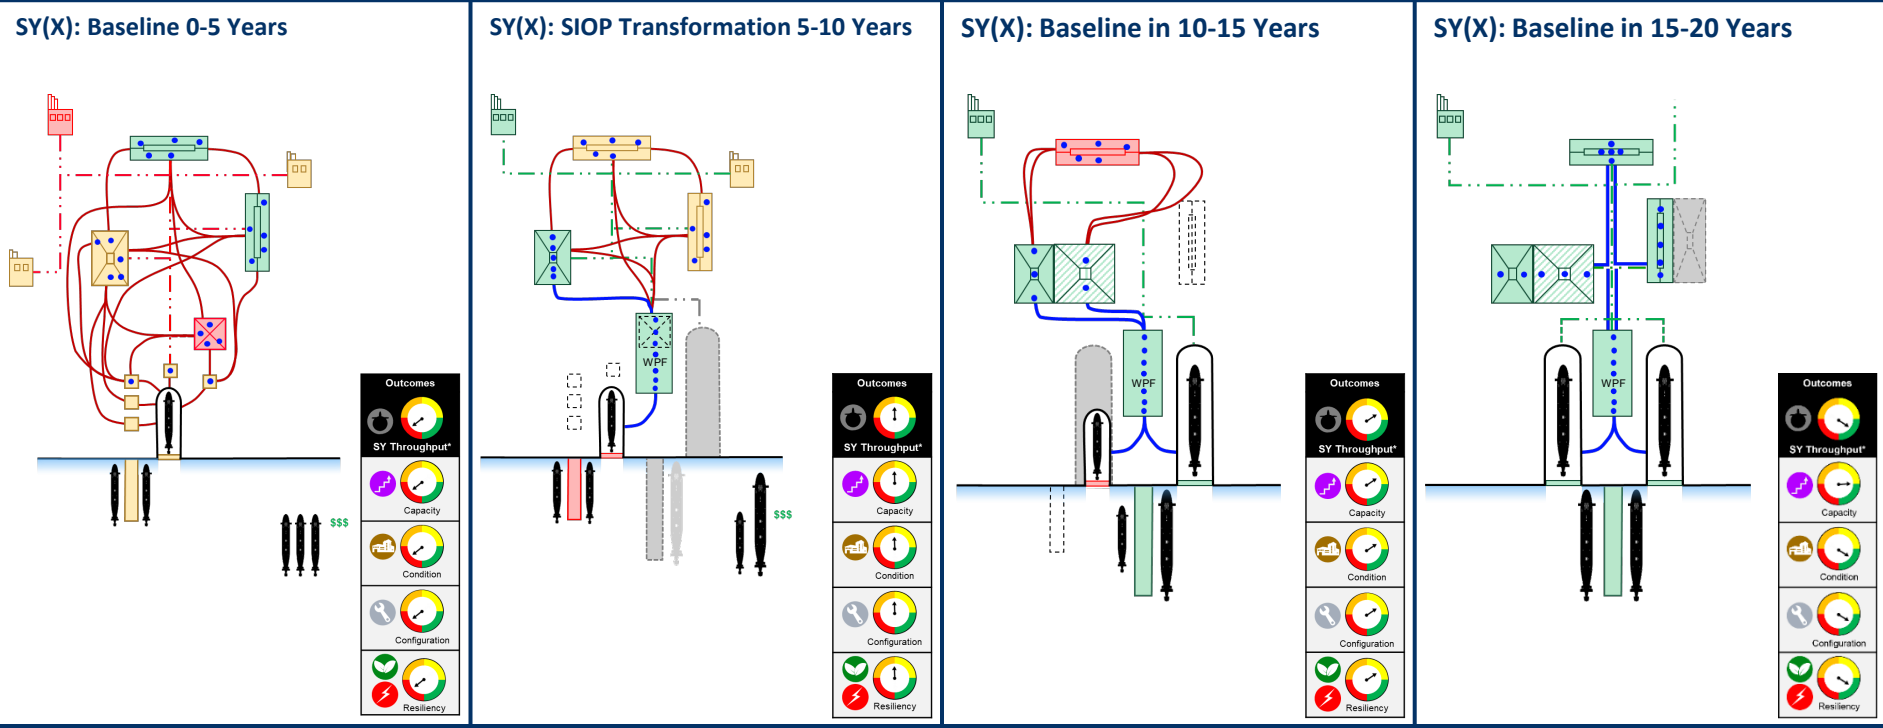 SY(X): Baseline 0-5 Years
$$$
Outcomes
SY Throughput*
Capacity
Condition
Configuration
Resiliency
SY(X): SIOP Transformation 5-10 Years
WPF
$$$
Outcomes
SY Throughput*
Capacity
Condition
Configuration
Resiliency
SY(X): Baseline in 10-15 Years
WPF
Outcomes
SY Throughput*
Capacity
Condition
Configuration
Resiliency
SY(X): Baseline in 15-20 Years
WPF
Outcomes
SY Throughput*
Capacity
Condition
Configuration
Resiliency